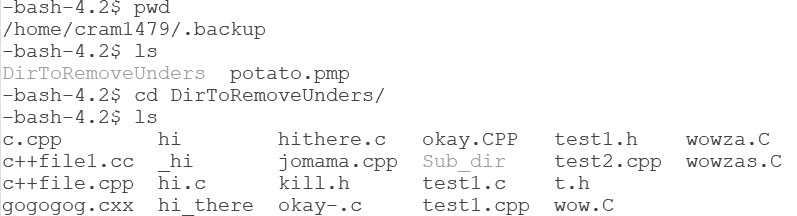 -bash-4.2$ pwd
/home/cram1479/.backup
-bash-4.2$ ls
DirToRemoveUnders  potato.pmp
-bash-4.2$ cd DirToRemoveUnders/
-bash-4.2$ ls
c.cpp        hi        hithere.c   okay.CPP   test1.h    wowza.C
c++file1.cc  _hi       jomama.cpp  Sub_dir    test2.cpp  wowzas.C
c++file.cpp  hi.c      kill.h      test1.c    t.h
gogogog.cxx  hi_there  okay-.c     test1.cpp  wow.C